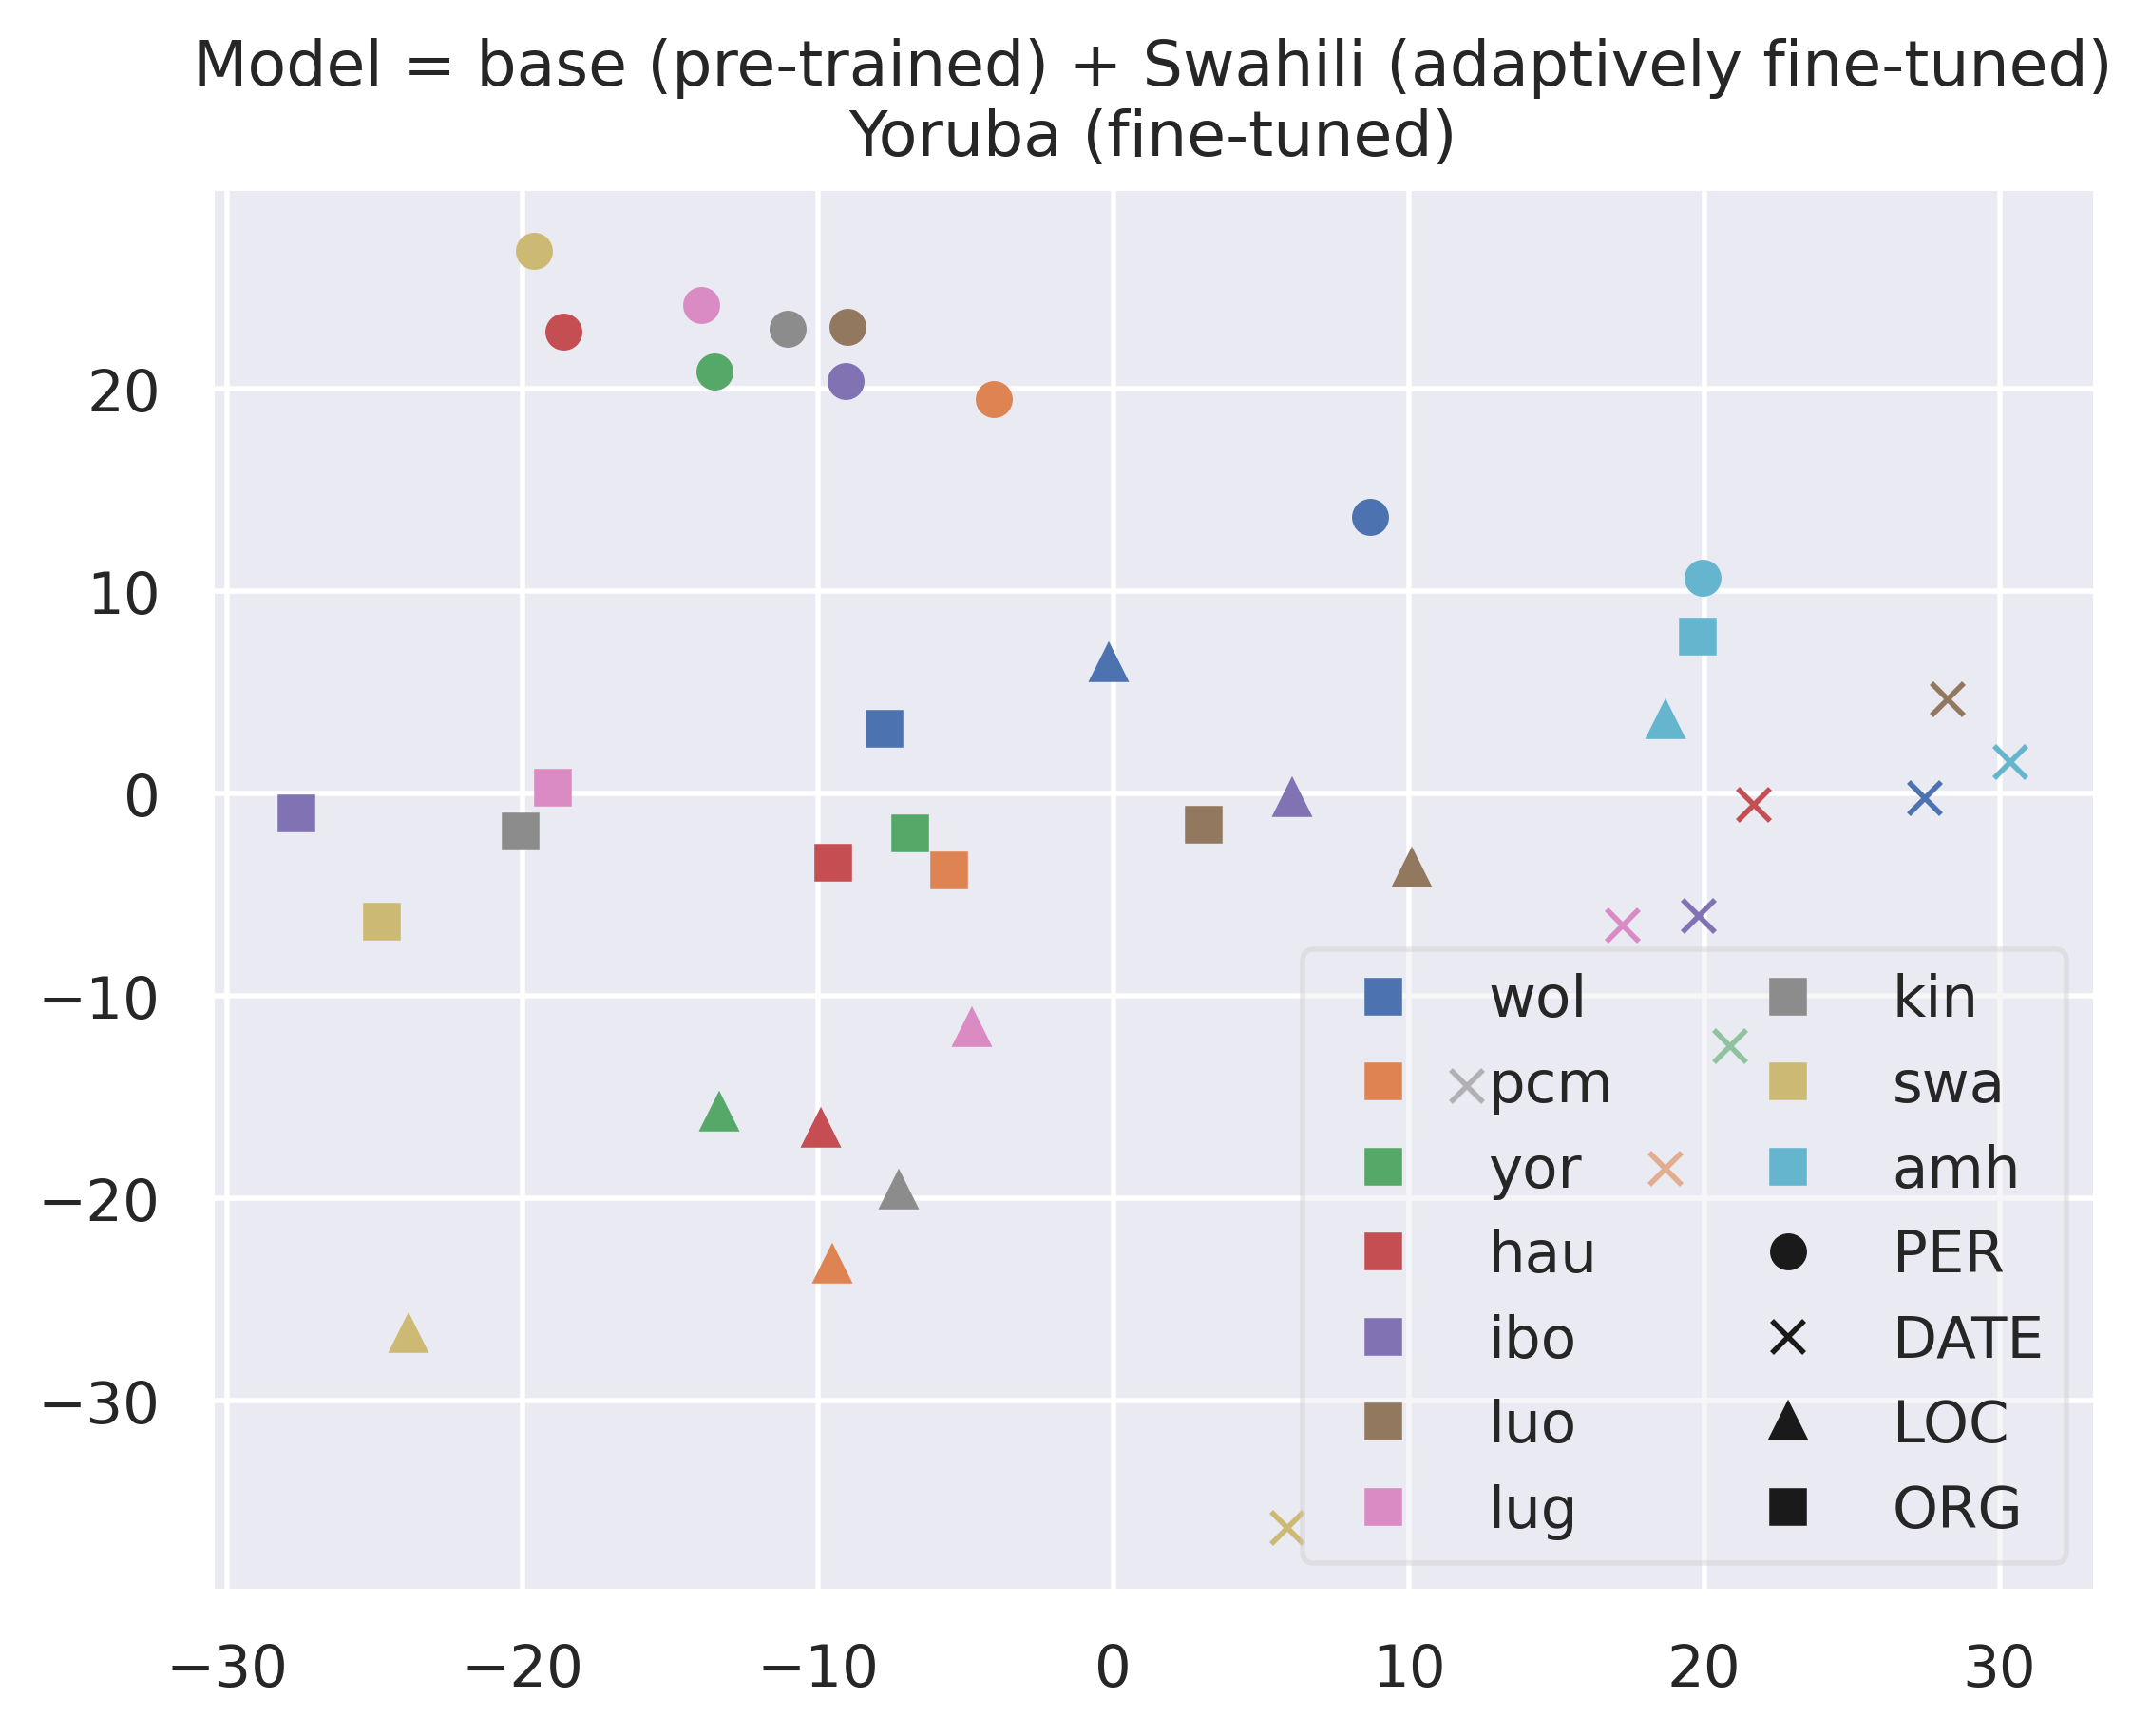 Model = base (pre-trained) + Swahili (adaptively fine-tuned)
Yoruba (fine-tuned)
20
10
0
−10
−20
−30
wol
pcm
yor
hau
ibo
luo
lug
kin
swa
amh
PER
DATE
LOC
ORG
−30 −20 −10 0 10 20 30